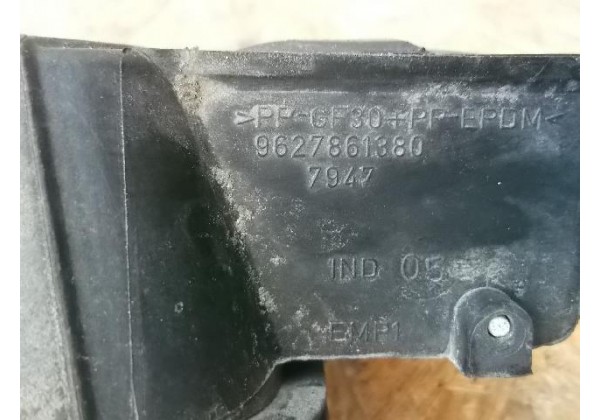 >PP-GF30+PP-EPDM<
9627861380
7947
IND 05
EMP1